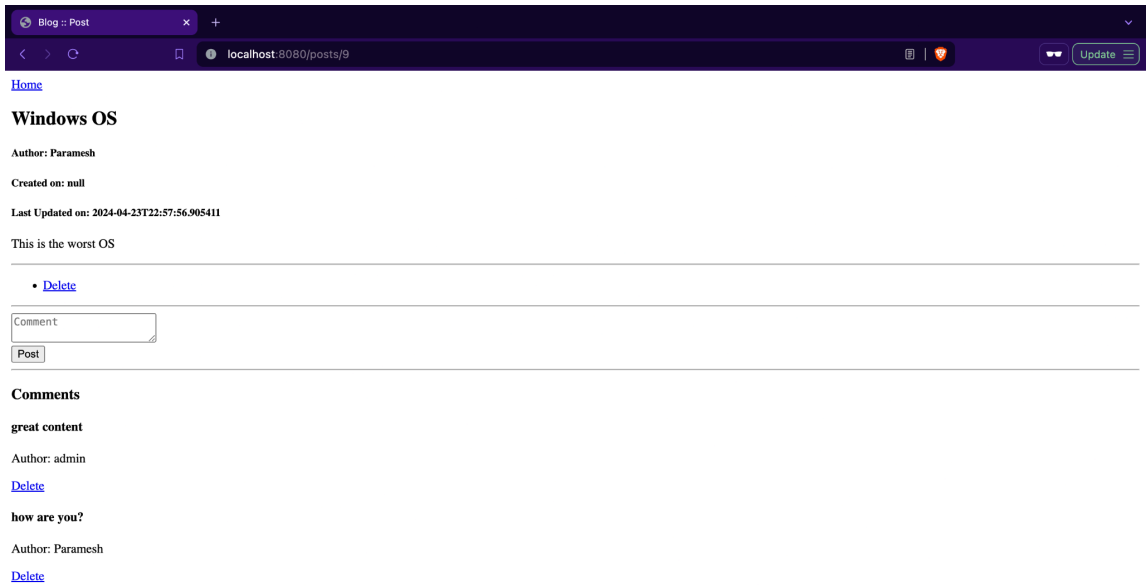 Blog :: Post
localhost:8080/posts/9
Update
Home
Windows OS
Author: Paramesh
Created on: null
Last Updated on: 2024-04-23T22:57:56.905411
This is the worst OS
Delete
Comment
Post
Comments
great content
Author: admin
Delete
how are you?
Author: Paramesh
Delete